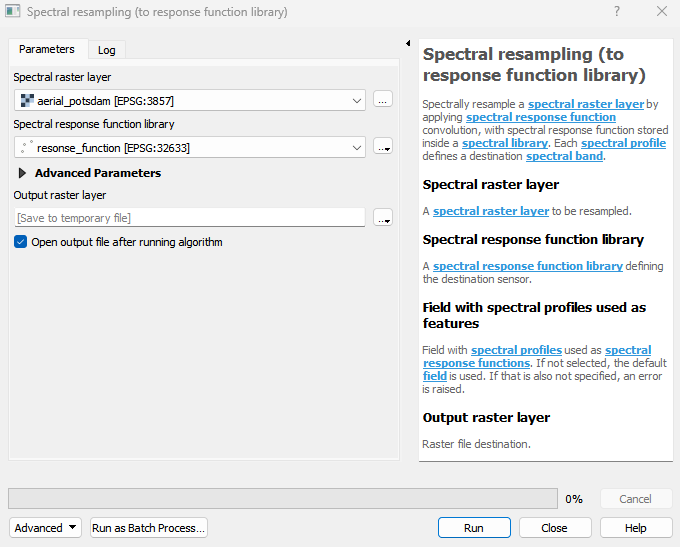 Spectral resampling (to response function library)
?
Parameters
Log
Spectral raster layer
aerial_potsdam [EPSG:3857]
...
Spectral response function library
resonse_function [EPSG:32633]
...
Advanced Parameters
Output raster layer
[Save to temporary file]
...
Open output file after running algorithm
Spectral resampling (to
response function library)
Spectrally resample a spectral raster layer by
applying spectral response function
convolution, with spectral response function stored
inside a spectral library. Each spectral profile
defines a destination spectral band.
Spectral raster layer
A spectral raster layer to be resampled.
Spectral response function library
A spectral response function library defining
the destination sensor.
Field with spectral profiles used as
features
Field with spectral profiles used as spectral
response functions. If not selected, the default
field is used. If that is also not specified, an error
is raised.
Output raster layer
Raster file destination.
0%
Cancel
Advanced
Run as Batch Process...
Run
Close
Help